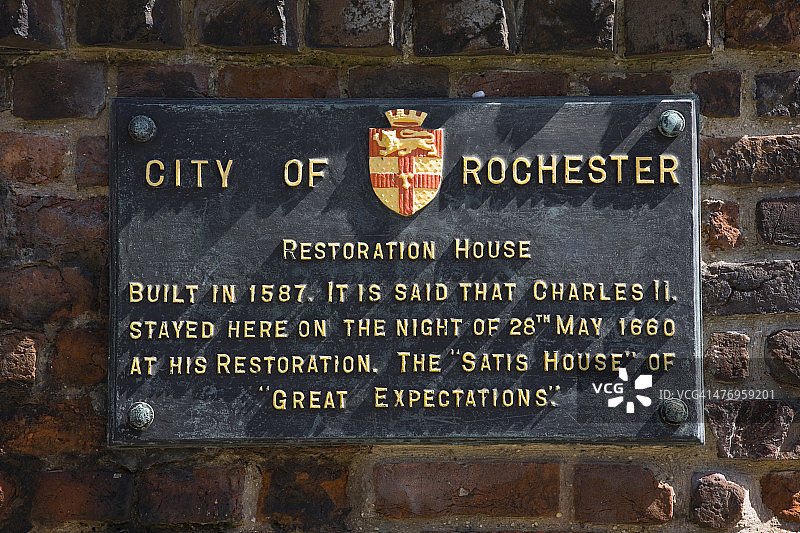 CITY OF ROCHESTER
RESTORATION HOUSE
BUILT IN 1587. IT IS SAID THAT CHARLES II.
STAYED HERE ON THE NIGHT OF 28TH MAY 1660
AT HIS RESTORATION. THE "SATIS HOUSE" OF
"GREAT EXPECTATIONS".
VCG
VCG41476959201